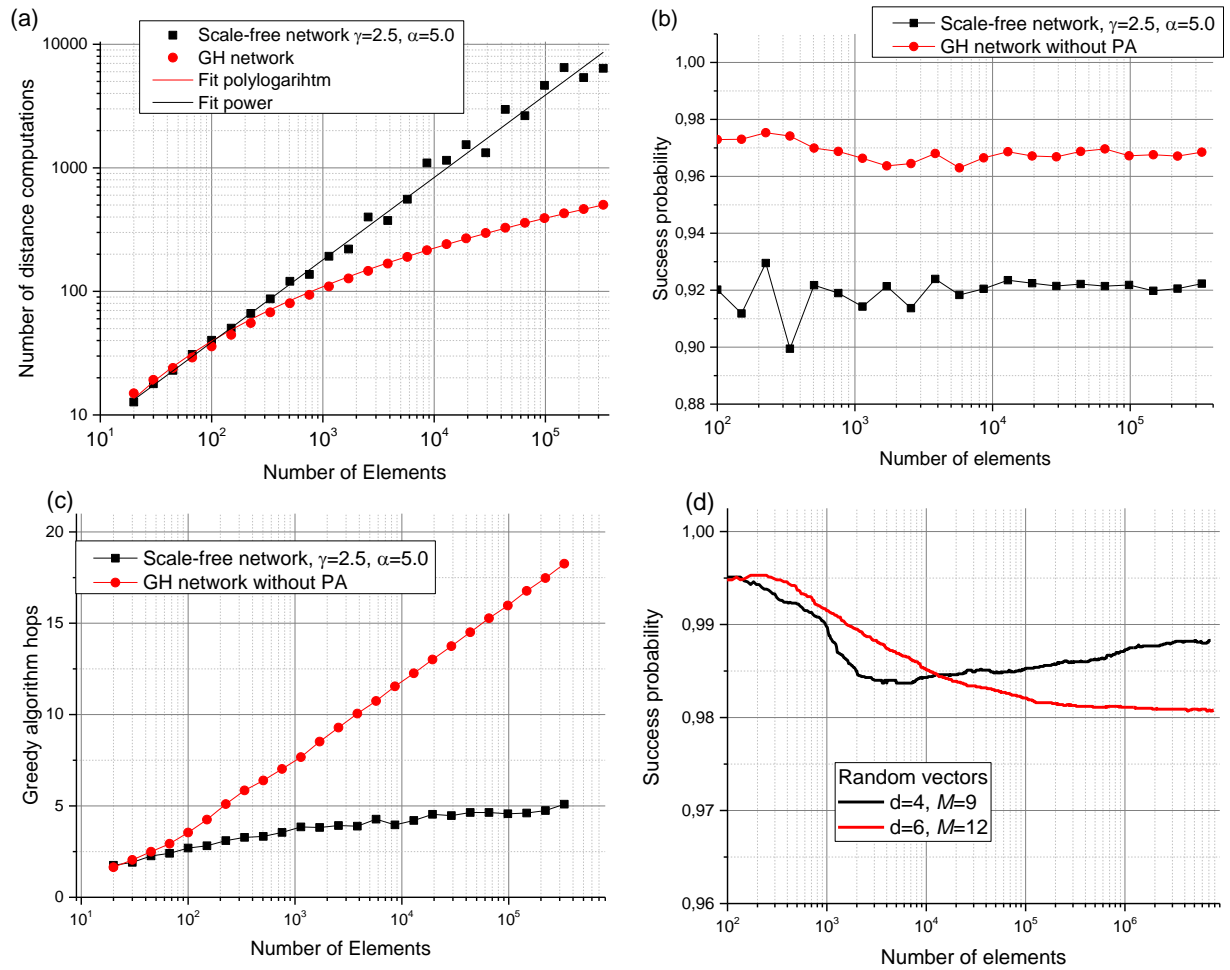 (a)
Scale-free network γ=2.5, α=5.0
GH network
Fit polylogarihtm
Fit power
10000
1000
100
10
Number of distance computations
10^1 10^2 10^3 10^4 10^5
Number of Elements
(b)
Scale-free network, γ=2.5, α=5.0
GH network without PA
1,00
0,98
0,96
0,94
0,92
0,90
0,88
Sucsess probability
10^2 10^3 10^4 10^5
Number of elements
(c)
Scale-free network, γ=2.5, α=5.0
GH network without PA
20
15
10
5
0
Greedy algorithm hops
10^1 10^2 10^3 10^4 10^5
Number of Elements
(d)
1,00
0,99
0,98
0,97
0,96
Success probability
Random vectors
d=4, M=9
d=6, M=12
10^2 10^3 10^4 10^5 10^6
Number of elements